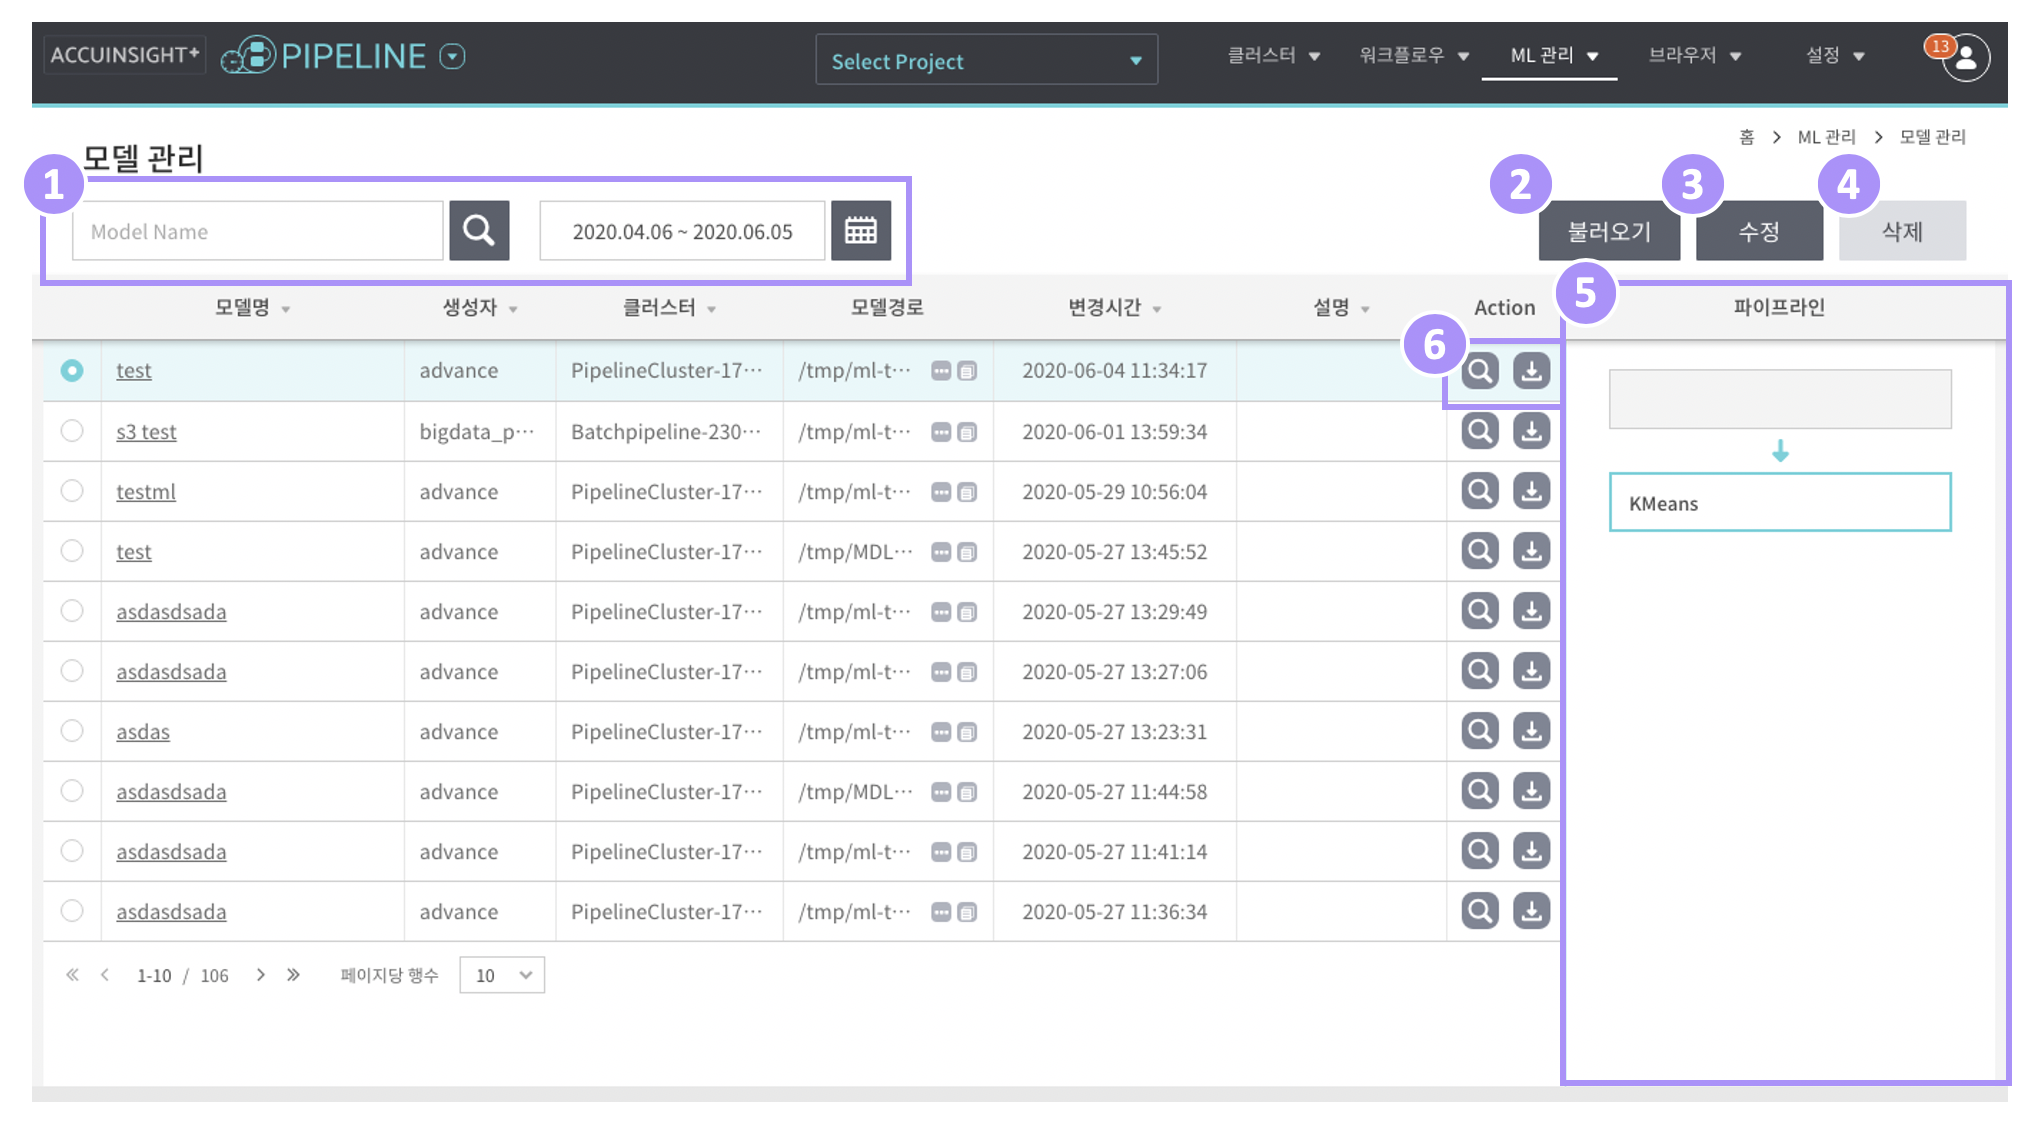 ACCUINSIGHT+ PIPELINE Select Project 클러스터 워크플로우 ML 관리 브라우저 설정 13
홈 > ML 관리 > 모델 관리
모델 관리
1 2 3 4
Model Name 2020.04.06 ~ 2020.06.05 불러오기 수정 삭제
5
모델명 생성자 클러스터 모델경로 변경시간 설명 Action 파이프라인
6
test advance PipelineCluster-17··· /tmp/ml-t··· 2020-06-04 11:34:17
s3 test bigdata_p··· Batchpipeline-230··· /tmp/ml-t··· 2020-06-01 13:59:34
testml advance PipelineCluster-17··· /tmp/ml-t··· 2020-05-29 10:56:04 KMeans
test advance PipelineCluster-17··· /tmp/MDL··· 2020-05-27 13:45:52
asdasdsada advance PipelineCluster-17··· /tmp/ml-t··· 2020-05-27 13:29:49
asdasdsada advance PipelineCluster-17··· /tmp/ml-t··· 2020-05-27 13:27:06
asdas advance PipelineCluster-17··· /tmp/ml-t··· 2020-05-27 13:23:31
asdasdsada advance PipelineCluster-17··· /tmp/MDL··· 2020-05-27 11:44:58
asdasdsada advance PipelineCluster-17··· /tmp/ml-t··· 2020-05-27 11:41:14
asdasdsada advance PipelineCluster-17··· /tmp/ml-t··· 2020-05-27 11:36:34
« < 1-10 / 106 > » 페이지당 행수 10